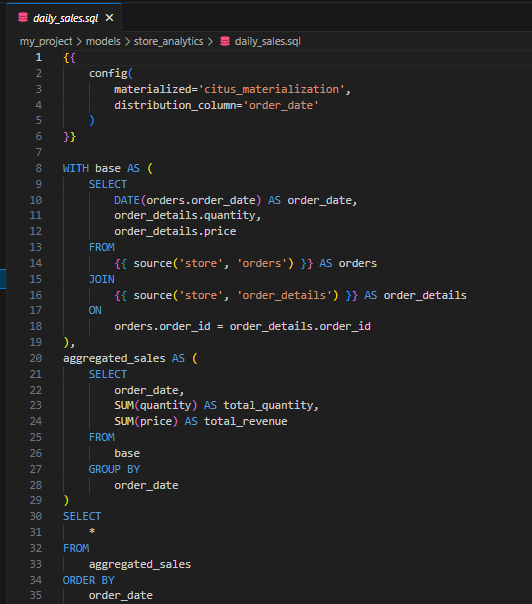 daily_sales.sql ×
my_project > models > store_analytics > daily_sales.sql
1 {{
2     config(
3         materialized='citus_materialization',
4         distribution_column='order_date'
5     )
6 }}
7
8 WITH base AS (
9     SELECT
10         DATE(orders.order_date) AS order_date,
11         order_details.quantity,
12         order_details.price
13     FROM
14         {{ source('store', 'orders') }} AS orders
15     JOIN
16         {{ source('store', 'order_details') }} AS order_details
17     ON
18         orders.order_id = order_details.order_id
19 ),
20 aggregated_sales AS (
21     SELECT
22         order_date,
23         SUM(quantity) AS total_quantity,
24         SUM(price) AS total_revenue
25     FROM
26         base
27     GROUP BY
28         order_date
29 )
30 SELECT
31     *
32 FROM
33     aggregated_sales
34 ORDER BY
35     order_date